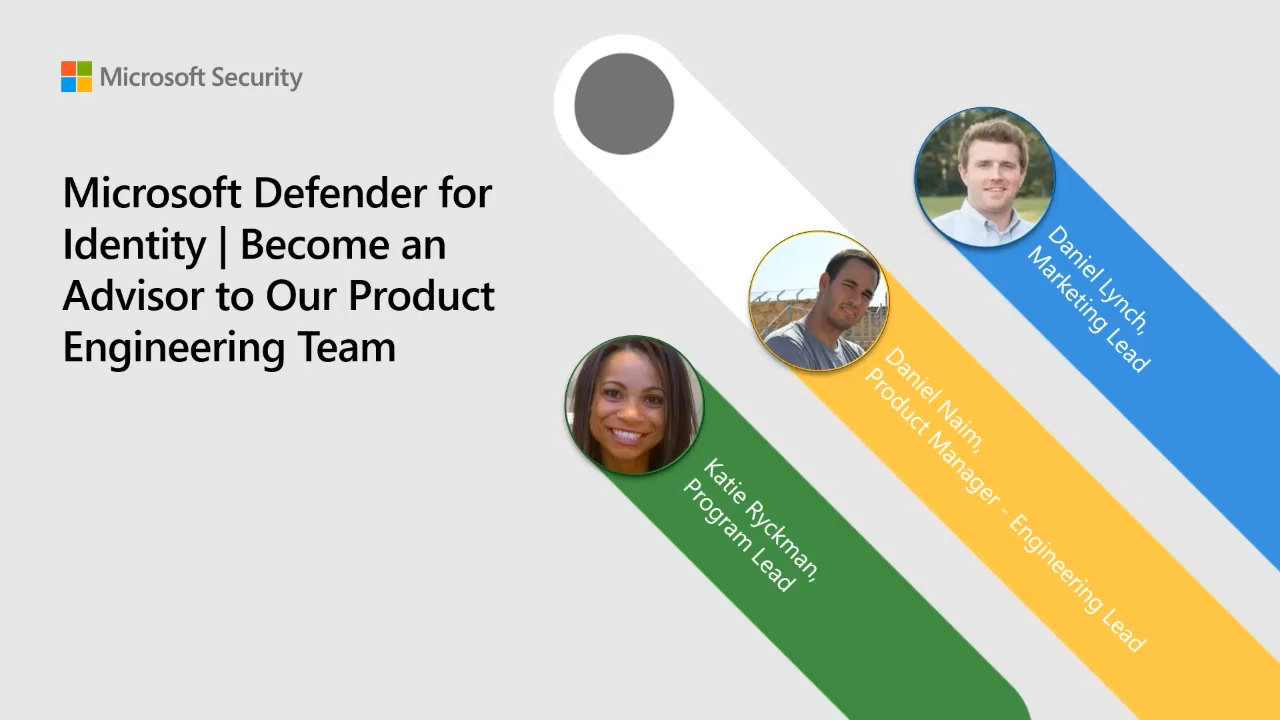 Microsoft Security
Microsoft Defender for
Identity | Become an
Advisor to Our Product
Engineering Team
Daniel Lynch,
Marketing Lead
Daniel Naim,
Product Manager - Engineering Lead
Katie Ryckman,
Program Lead